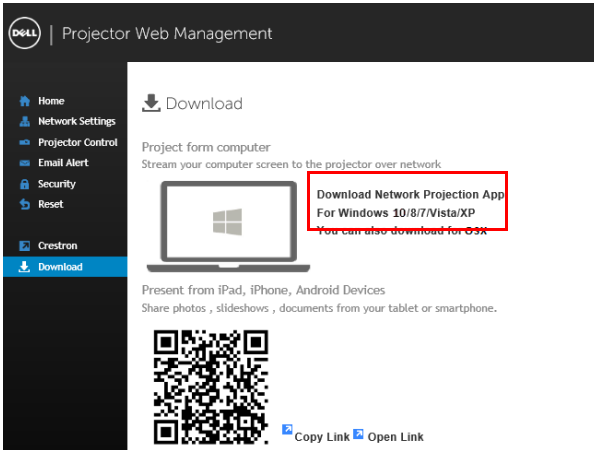 DELL
Projector Web Management
Home
Network Settings
Projector Control
Email Alert
Security
Reset
Crestron
Download
Download
Project form computer
Stream your computer screen to the projector over network
Download Network Projection App
For Windows 10/8/7/Vista/XP
You can also download for OSX
Present from iPad, iPhone, Android Devices
Share photos , slideshows , documents from your tablet or smartphone.
Copy Link
Open Link